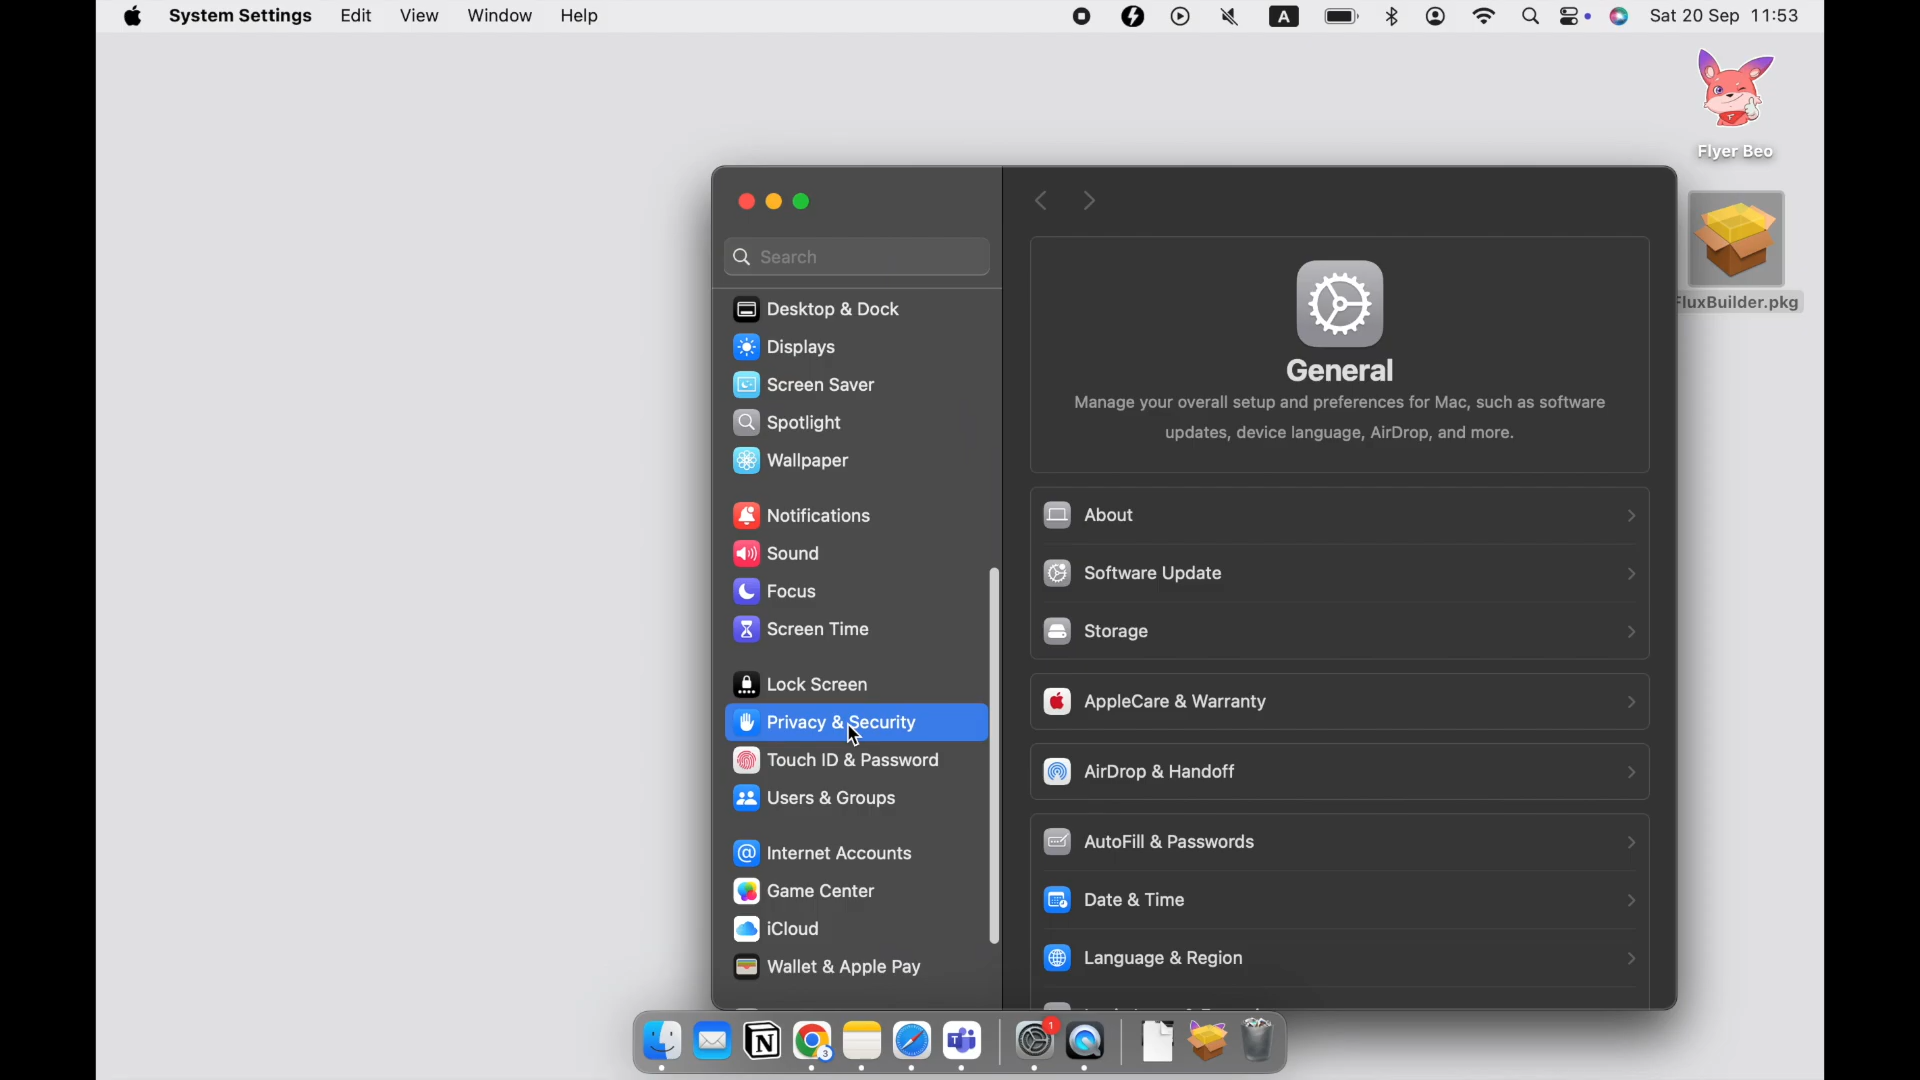 System Settings Edit View Window Help
A
Sat 20 Sep 11:53
Flyer Beo
FluxBuilder.pkg
Search
Desktop & Dock
Displays
Screen Saver
Spotlight
Wallpaper
Notifications
Sound
Focus
Screen Time
Lock Screen
Privacy & Security
Touch ID & Password
Users & Groups
Internet Accounts
Game Center
iCloud
Wallet & Apple Pay
General
Manage your overall setup and preferences for Mac, such as software
updates, device language, AirDrop, and more.
About
Software Update
Storage
AppleCare & Warranty
AirDrop & Handoff
AutoFill & Passwords
Date & Time
Language & Region
3
1